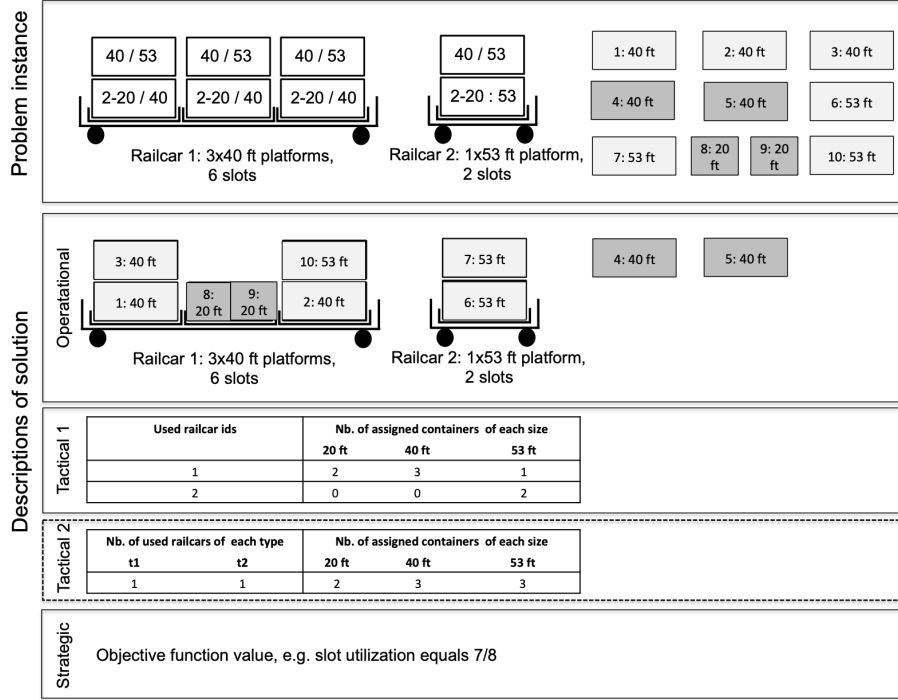 Problem instance
40 / 53 40 / 53 40 / 53
2-20 / 40 2-20 / 40 2-20 / 40
Railcar 1: 3x40 ft platforms,
6 slots
40 / 53
2-20 : 53
Railcar 2: 1x53 ft platform,
2 slots
1: 40 ft 2: 40 ft 3: 40 ft
4: 40 ft 5: 40 ft 6: 53 ft
7: 53 ft 8: 20 ft 9: 20 ft 10: 53 ft
Descriptions of solution
Operatational
3: 40 ft 10: 53 ft
1: 40 ft 8: 20 ft 9: 20 ft 2: 40 ft
Railcar 1: 3x40 ft platforms,
6 slots
7: 53 ft
6: 53 ft
Railcar 2: 1x53 ft platform,
2 slots
4: 40 ft 5: 40 ft
Tactical 1
Used railcar ids Nb. of assigned containers of each size
20 ft 40 ft 53 ft
1 2 3 1
2 0 0 2
Tactical 2
Nb. of used railcars of each type Nb. of assigned containers of each size
t1 t2 20 ft 40 ft 53 ft
1 1 2 3 3
Strategic
Objective function value, e.g. slot utilization equals 7/8